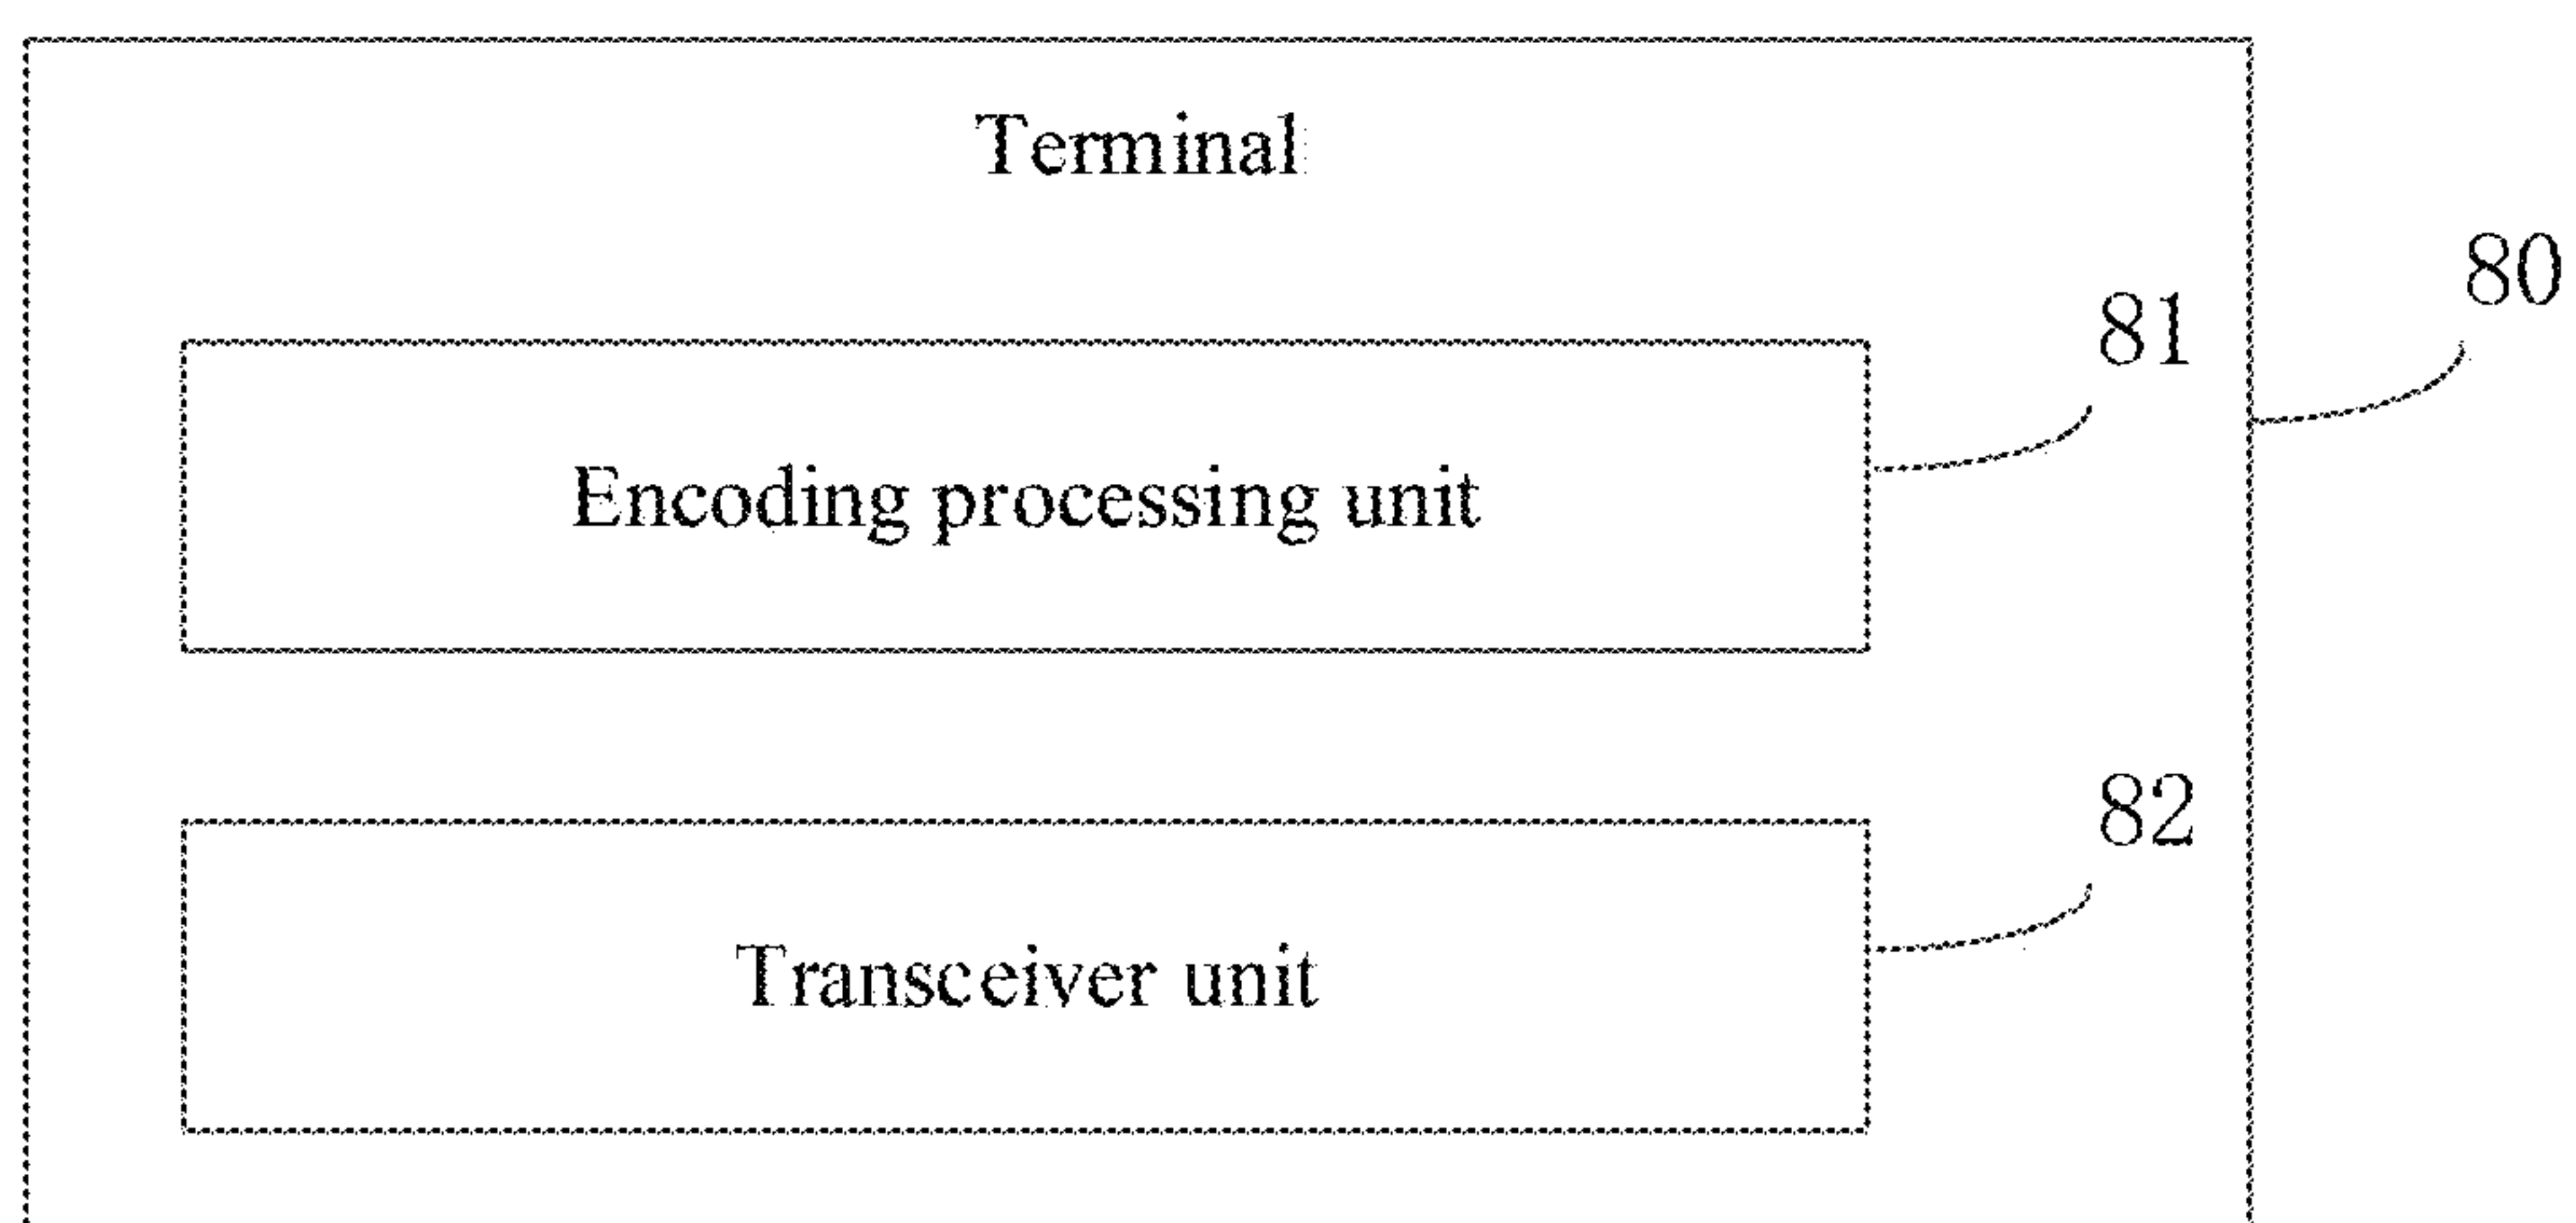 Terminal
80
81
Encoding processing unit
82
Transceiver unit